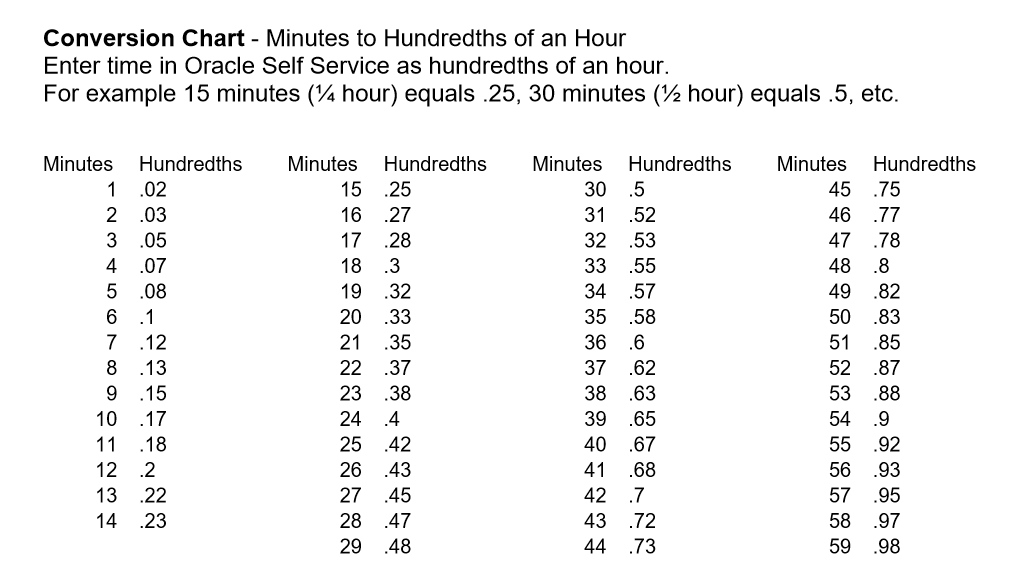 Conversion Chart - Minutes to Hundredths of an Hour
Enter time in Oracle Self Service as hundredths of an hour.
For example 15 minutes (¼ hour) equals .25, 30 minutes (½ hour) equals .5, etc.
Minutes Hundredths Minutes Hundredths Minutes Hundredths Minutes Hundredths
1 .02 15 .25 30 .5 45 .75
2 .03 16 .27 31 .52 46 .77
3 .05 17 .28 32 .53 47 .78
4 .07 18 .3 33 .55 48 .8
5 .08 19 .32 34 .57 49 .82
6 .1 20 .33 35 .58 50 .83
7 .12 21 .35 36 .6 51 .85
8 .13 22 .37 37 .62 52 .87
9 .15 23 .38 38 .63 53 .88
10 .17 24 .4 39 .65 54 .9
11 .18 25 .42 40 .67 55 .92
12 .2 26 .43 41 .68 56 .93
13 .22 27 .45 42 .7 57 .95
14 .23 28 .47 43 .72 58 .97
29 .48 44 .73 59 .98